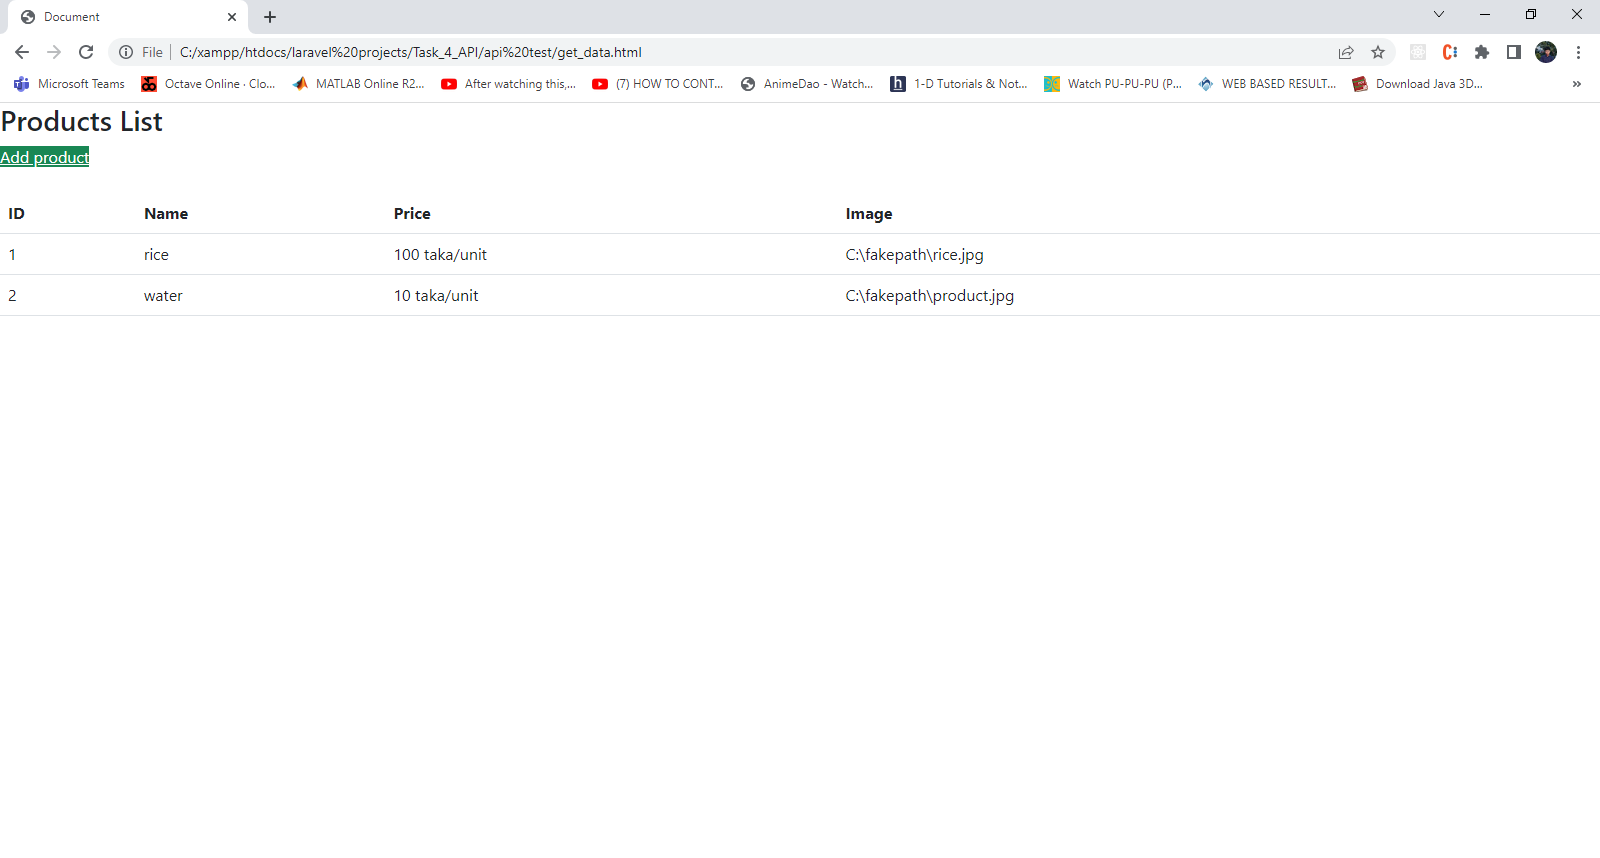 Document
File C:/xampp/htdocs/laravel%20projects/Task_4_API/api%20test/get_data.html
Microsoft Teams Octave Online · Clo... MATLAB Online R2... After watching this,... (7) HOW TO CONT... AnimeDao - Watch... h 1-D Tutorials & Not... Watch PU-PU-PU (P... WEB BASED RESULT... Download Java 3D... »
Products List
Add product
ID Name Price Image
1 rice 100 taka/unit C:\fakepath\rice.jpg
2 water 10 taka/unit C:\fakepath\product.jpg